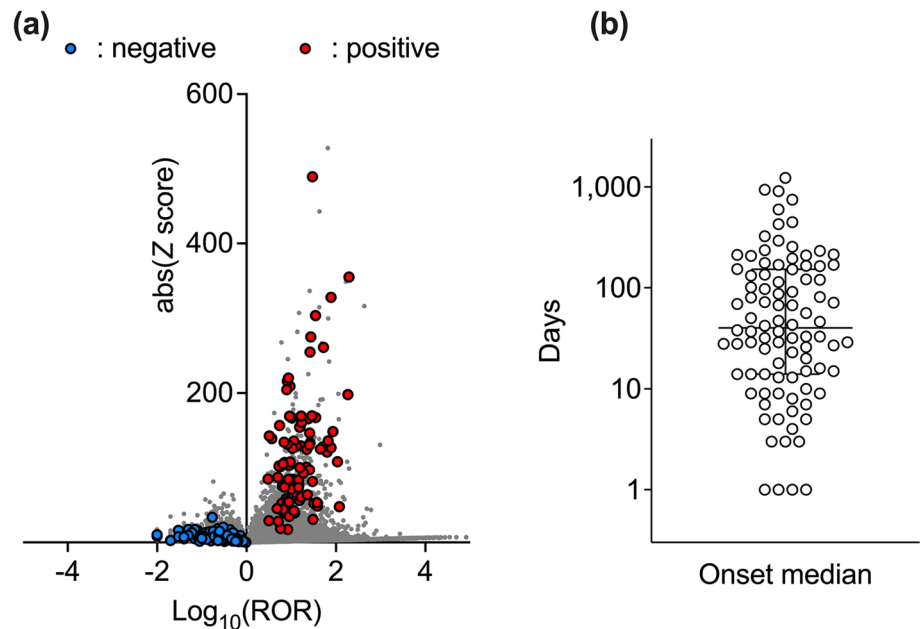 (a)
: negative
: positive
600
400
200
abs(Z score)
-4
-2
0
2
4
Log10(ROR)
(b)
1,000
100
10
1
Days
Onset median